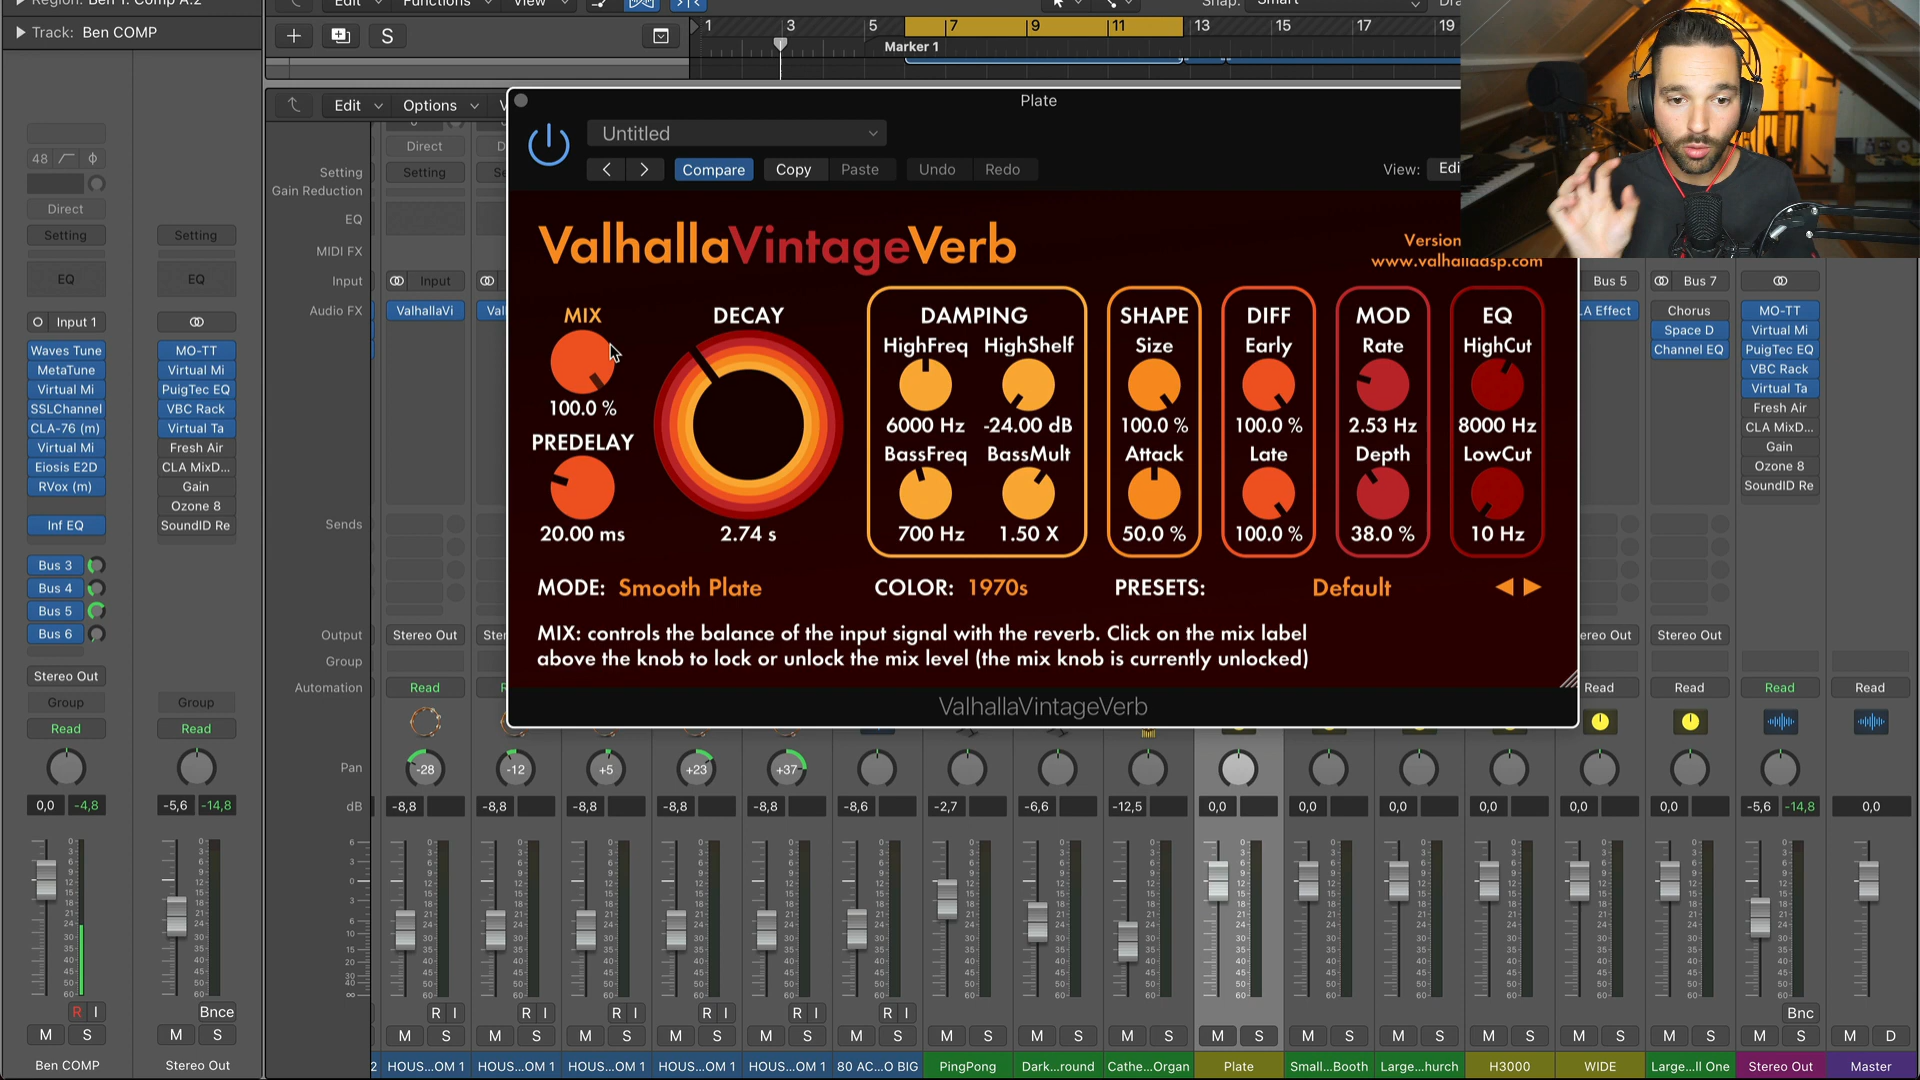 Track: Ben COMP
Edit Functions View
Snap: Smart
S
1 3 5 7 9 11 13 15 17 19
Marker 1
Edit Options
Plate
Untitled
Compare Copy Paste Undo Redo
View:
ValhallaVintageVerb
Version
www.valhalladsp.com
MIX
100.0 %
PREDELAY
20.00 ms
DECAY
2.74 s
DAMPING
HighFreq HighShelf
6000 Hz -24.00 dB
BassFreq BassMult
700 Hz 1.50 X
SHAPE
Size
100.0 %
Attack
50.0 %
DIFF
Early
100.0 %
Late
100.0 %
MOD
Rate
2.53 Hz
Depth
38.0 %
EQ
HighCut
8000 Hz
LowCut
10 Hz
MODE: Smooth Plate
COLOR: 1970s
PRESETS: Default
MIX: controls the balance of the input signal with the reverb. Click on the mix label
above the knob to lock or unlock the mix level (the mix knob is currently unlocked)
ValhallaVintageVerb
48
Direct
Setting
EQ
Input 1
Waves Tune
MetaTune
Virtual Mi
SSLChannel
CLA-76 (m)
Virtual Mi
Eiosis E2D
RVox (m)
Inf EQ
Bus 3
Bus 4
Bus 5
Bus 6
Stereo Out
Group
Read
0,0 -4,8
R I
M S
Ben COMP
Setting
EQ
MO-TT
Virtual Mi
PuigTec EQ
VBC Rack
Virtual Ta
Fresh Air
CLA MixD...
Gain
Ozone 8
SoundID Re
Group
Read
-5,6 -14,8
Bnce
M S
Stereo Out
Setting
Gain Reduction
EQ
MIDI FX
Input
Audio FX
Sends
Output
Group
Automation
Pan
dB
Direct
Setting
Input
ValhallaVi
Stereo Out
Read
Bus 5 Bus 7
Chorus
Space D
Channel EQ
Stereo Out
Read Read Read Read
MO-TT
Virtual Mi
PuigTec EQ
VBC Rack
Virtual Ta
Fresh Air
CLA MixD...
Gain
Ozone 8
SoundID Re
-28 -12 +5 +23 +37
-8,8 -8,8 -8,8 -8,8 -8,8 -8,6 -2,7 -6,6 -12,5 0,0 0,0 0,0 0,0 0,0 0,0 -5,6 -14,8 0,0
R I R I R I R I R I R I Bnc
M S M S M S M S M S M S M S M S M S M S M S M S M S M S M S M S M D
2 HOUS...OM 1 HOUS...OM 1 HOUS...OM 1 HOUS...OM 1 HOUS...OM 1 80 AC...O BIG PingPong Dark...round Cathe...Organ Plate Small...Booth Large...hurch H3000 WIDE Large...ll One Stereo Out Master